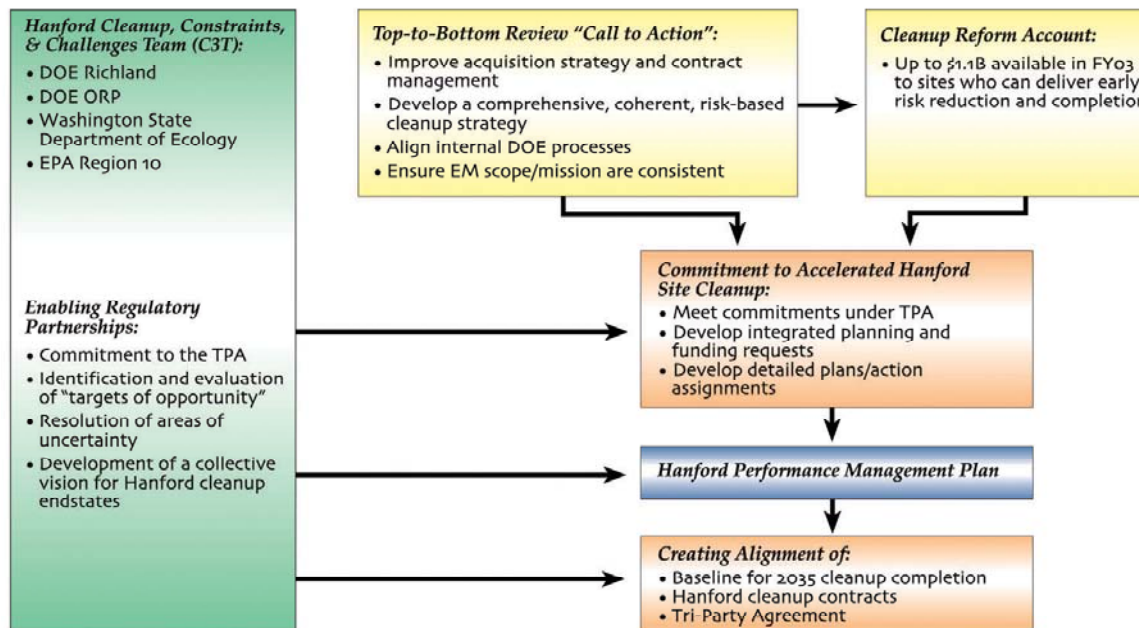 Hanford Cleanup, Constraints,
& Challenges Team (C3T):
• DOE Richland
• DOE ORP
• Washington State
Department of Ecology
• EPA Region 10
Enabling Regulatory
Partnerships:
• Commitment to the TPA
• Identification and evaluation
of "targets of opportunity"
• Resolution of areas of
uncertainty
• Development of a collective
vision for Hanford cleanup
endstates
Top-to-Bottom Review "Call to Action":
• Improve acquisition strategy and contract
management
• Develop a comprehensive, coherent, risk-based
cleanup strategy
• Align internal DOE processes
• Ensure EM scope/mission are consistent
Cleanup Reform Account:
• Up to $1.1B available in FY03
to sites who can deliver early
risk reduction and completion
Commitment to Accelerated Hanford
Site Cleanup:
• Meet commitments under TPA
• Develop integrated planning and
funding requests
• Develop detailed plans/action
assignments
Hanford Performance Management Plan
Creating Alignment of:
• Baseline for 2035 cleanup completion
• Hanford cleanup contracts
• Tri-Party Agreement